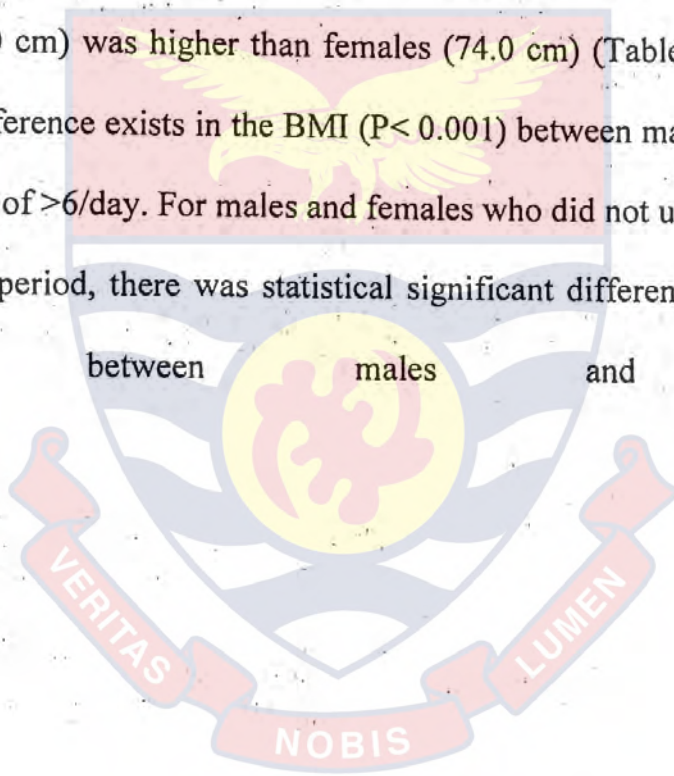 cm) was higher than females (74.0 cm) (Table
ference exists in the BMI (P< 0.001) between ma
of >6/day. For males and females who did not u
period, there was statistical significant differen
between males and
VERITAS
NOBIS
LUMEN